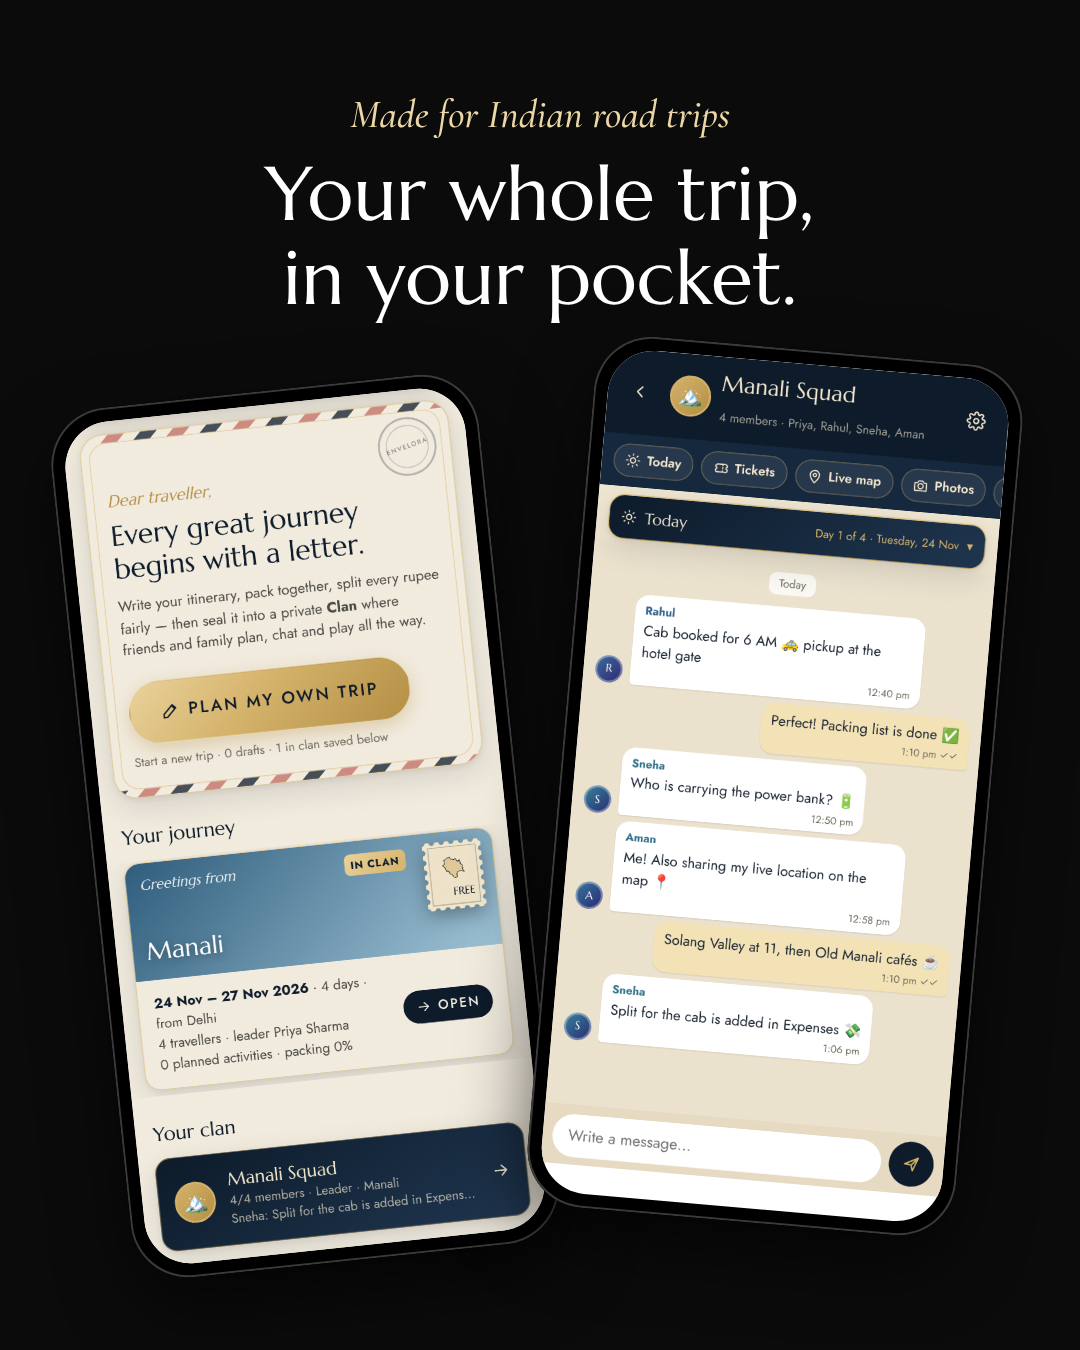 Made for Indian road trips
Your whole trip,
in your pocket.
ENVELORA
Dear traveller,
Every great journey
begins with a letter.
Write your itinerary, pack together, split every rupee
fairly — then seal it into a private Clan where
friends and family plan, chat and play all the way.
PLAN MY OWN TRIP
Start a new trip · 0 drafts · 1 in clan saved below
Your journey
Greetings from
IN CLAN
FREE
Manali
24 Nov – 27 Nov 2026 · 4 days ·
from Delhi
4 travellers · leader Priya Sharma
0 planned activities · packing 0%
→ OPEN
Your clan
Manali Squad
4/4 members · Leader · Manali
Sneha: Split for the cab is added in Expens...
Manali Squad
4 members · Priya, Rahul, Sneha, Aman
Today
Tickets
Live map
Photos
Today
Day 1 of 4 · Tuesday, 24 Nov ▾
Today
Rahul
Cab booked for 6 AM 🚕 pickup at the
hotel gate
R
12:40 pm
Perfect! Packing list is done ✅
1:10 pm ✓✓
Sneha
Who is carrying the power bank? 🔋
S
12:50 pm
Aman
Me! Also sharing my live location on the
map 📍
A
12:58 pm
Solang Valley at 11, then Old Manali cafés ☕
1:10 pm ✓✓
Sneha
Split for the cab is added in Expenses 💸
S
1:06 pm
Write a message...